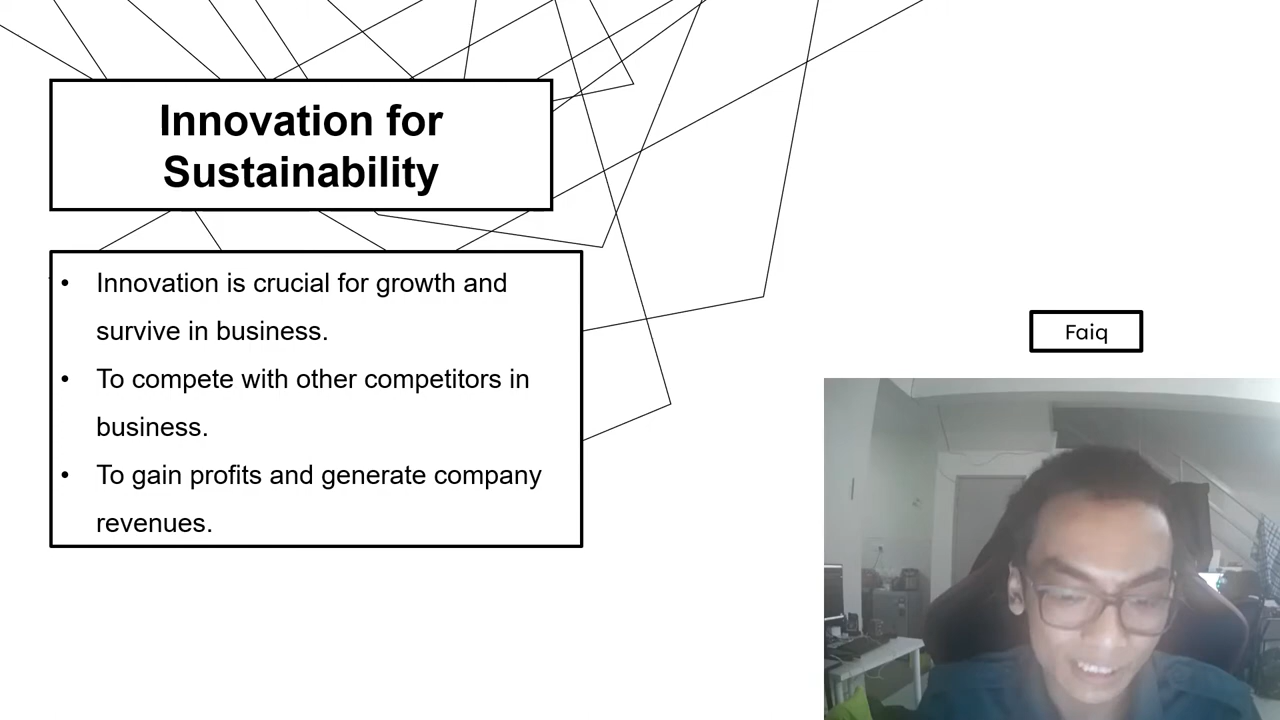 Innovation for
Sustainability
• Innovation is crucial for growth and
survive in business.
• To compete with other competitors in
business.
• To gain profits and generate company
revenues.
Faiq